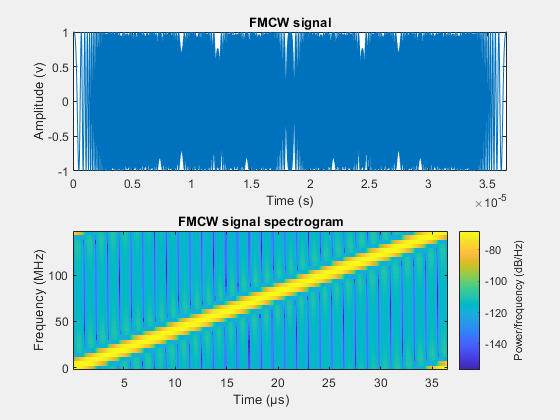 FMCW signal
1
0.5
0
-0.5
-1
Amplitude (v)
0 0.5 1 1.5 2 2.5 3 3.5
×10⁻⁵
Time (s)
FMCW signal spectrogram
100
50
0
Frequency (MHz)
5 10 15 20 25 30 35
Time (μs)
-80
-100
-120
-140
Power/frequency (dB/Hz)